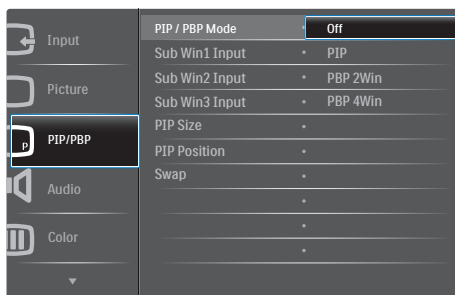 Input
Picture
P
PIP/PBP
Audio
Color
PIP / PBP Mode • Off
Sub Win1 Input • PIP
Sub Win2 Input • PBP 2Win
Sub Win3 Input • PBP 4Win
PIP Size •
PIP Position •
Swap •
•
•
•